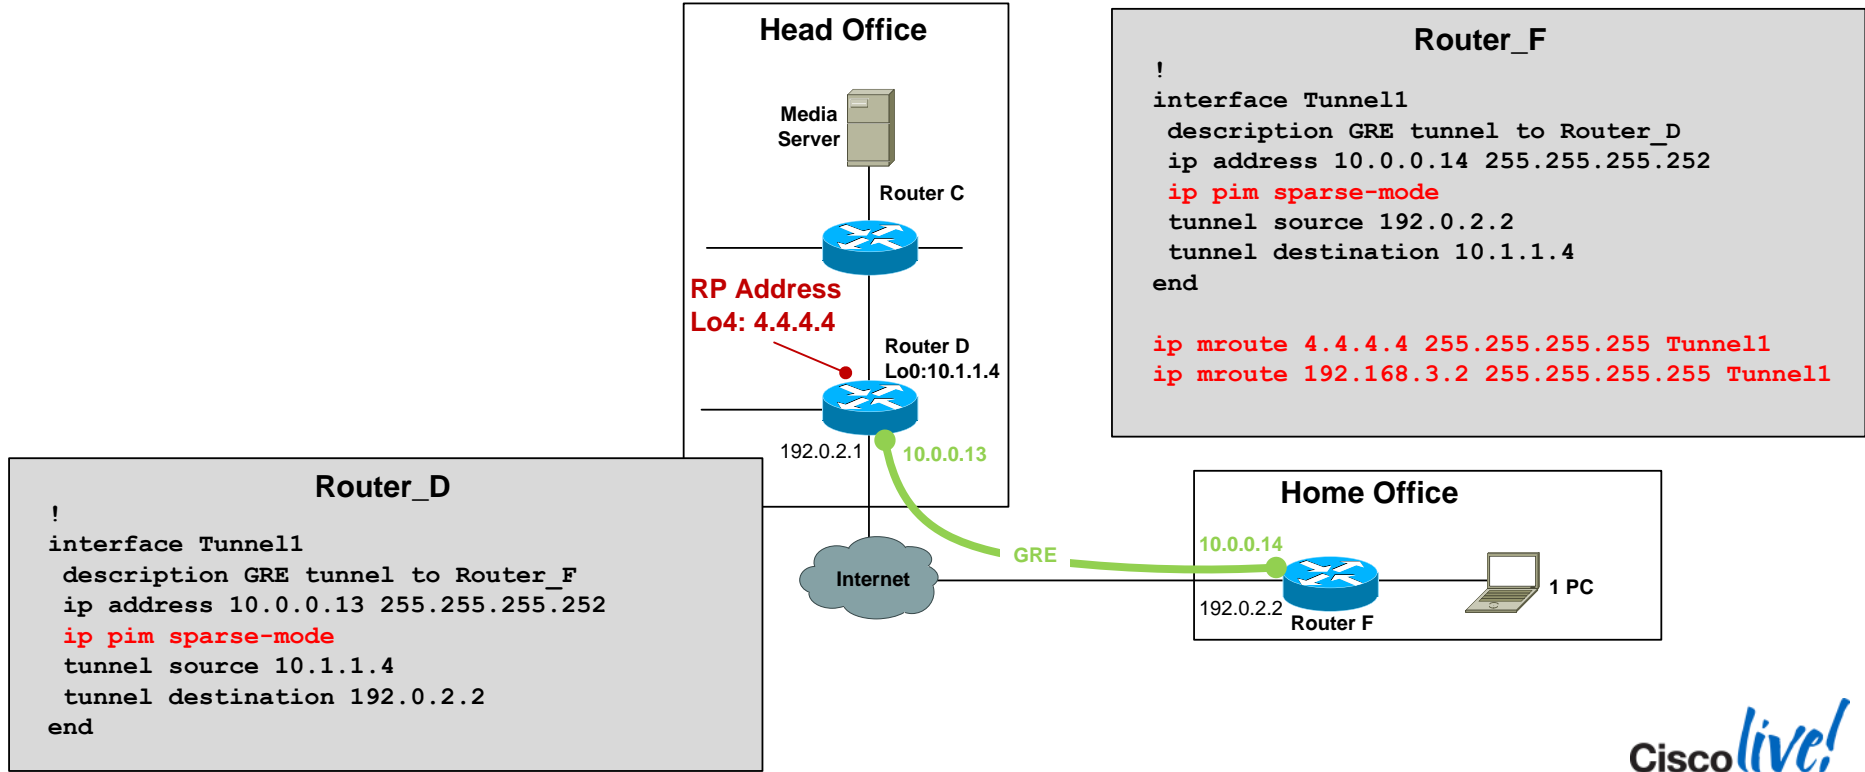 Head Office
Media
Server
Router C
RP Address
Lo4: 4.4.4.4
Router D
Lo0:10.1.1.4
192.0.2.1
10.0.0.13
Router_F
!
interface Tunnel1
description GRE tunnel to Router_D
ip address 10.0.0.14 255.255.255.252
ip pim sparse-mode
tunnel source 192.0.2.2
tunnel destination 10.1.1.4
end
ip mroute 4.4.4.4 255.255.255.255 Tunnel1
ip mroute 192.168.3.2 255.255.255.255 Tunnel1
Router_D
!
interface Tunnel1
description GRE tunnel to Router_F
ip address 10.0.0.13 255.255.255.252
ip pim sparse-mode
tunnel source 10.1.1.4
tunnel destination 192.0.2.2
end
Internet
GRE
Home Office
10.0.0.14
192.0.2.2
Router F
1 PC
Cisco live!